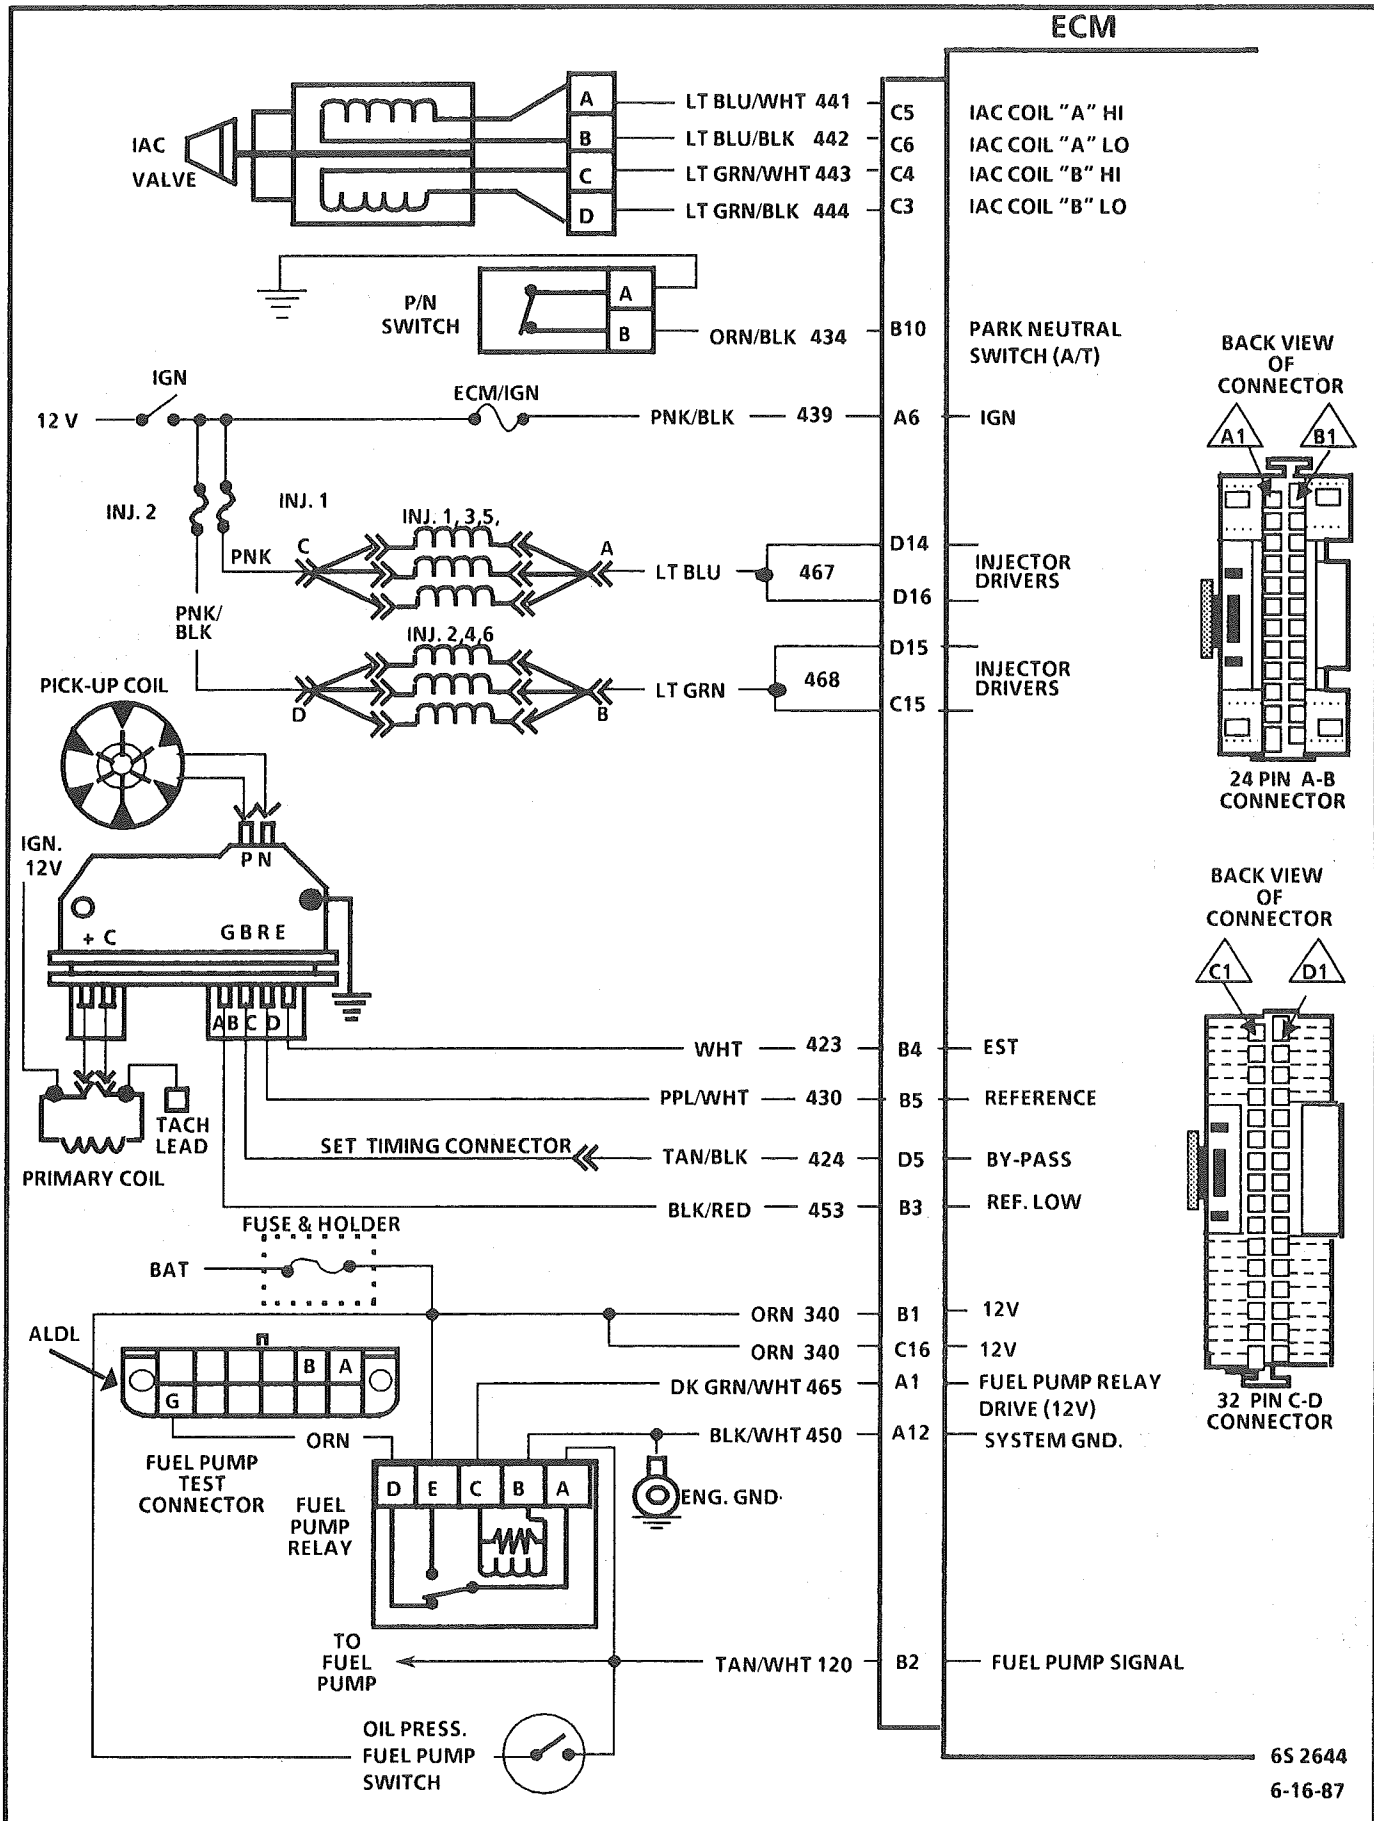 ECM
IAC
VALVE
A
B
C
D
LT BLU/WHT 441
LT BLU/BLK 442
LT GRN/WHT 443
LT GRN/BLK 444
C5
C6
C4
C3
IAC COIL "A" HI
IAC COIL "A" LO
IAC COIL "B" HI
IAC COIL "B" LO
P/N
SWITCH
A
B
ORN/BLK 434
B10
PARK NEUTRAL
SWITCH (A/T)
BACK VIEW
OF
CONNECTOR
A1
B1
24 PIN A-B
CONNECTOR
12 V
IGN
ECM/IGN
PNK/BLK
439
A6
IGN
INJ. 2
INJ. 1
PNK
PNK/
BLK
C
INJ. 1,3,5,
A
LT BLU
467
D14
D16
INJECTOR
DRIVERS
D
INJ. 2,4,6
B
LT GRN
468
D15
C15
INJECTOR
DRIVERS
PICK-UP COIL
IGN.
12V
P N
+ C
G B R E
A B C D
TACH
LEAD
PRIMARY COIL
WHT
423
B4
EST
PPL/WHT
430
B5
REFERENCE
SET TIMING CONNECTOR
TAN/BLK
424
D5
BY-PASS
BLK/RED
453
B3
REF. LOW
BACK VIEW
OF
CONNECTOR
C1
D1
32 PIN C-D
CONNECTOR
FUSE & HOLDER
BAT
ORN 340
B1
12V
ORN 340
C16
12V
ALDL
B A
G
ORN
FUEL PUMP
TEST
CONNECTOR
DK GRN/WHT 465
A1
FUEL PUMP RELAY
DRIVE (12V)
BLK/WHT 450
A12
SYSTEM GND.
D E C B A
FUEL
PUMP
RELAY
ENG. GND.
TO
FUEL
PUMP
TAN/WHT 120
B2
FUEL PUMP SIGNAL
OIL PRESS.
FUEL PUMP
SWITCH
6S 2644
6-16-87